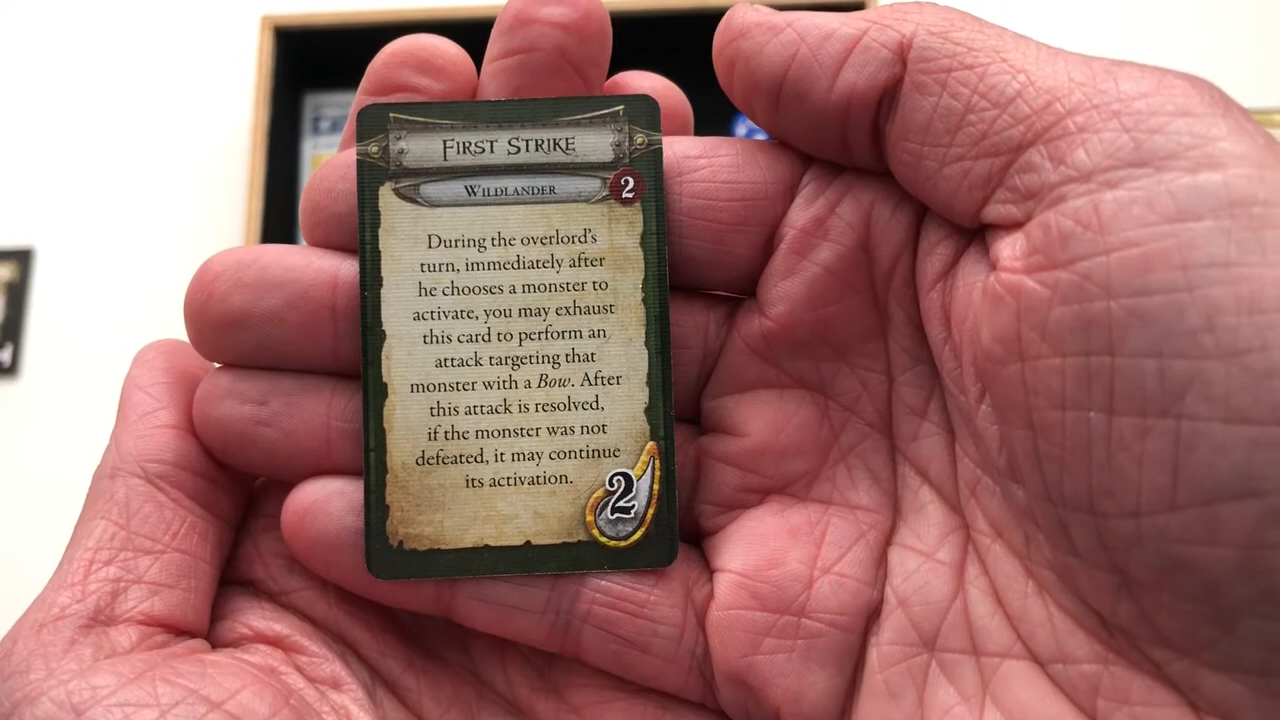 First Strike
Wildlander
2
During the overlord's
turn, immediately after
he chooses a monster to
activate, you may exhaust
this card to perform an
attack targeting that
monster with a Bow. After
this attack is resolved,
if the monster was not
defeated, it may continue
its activation.
2